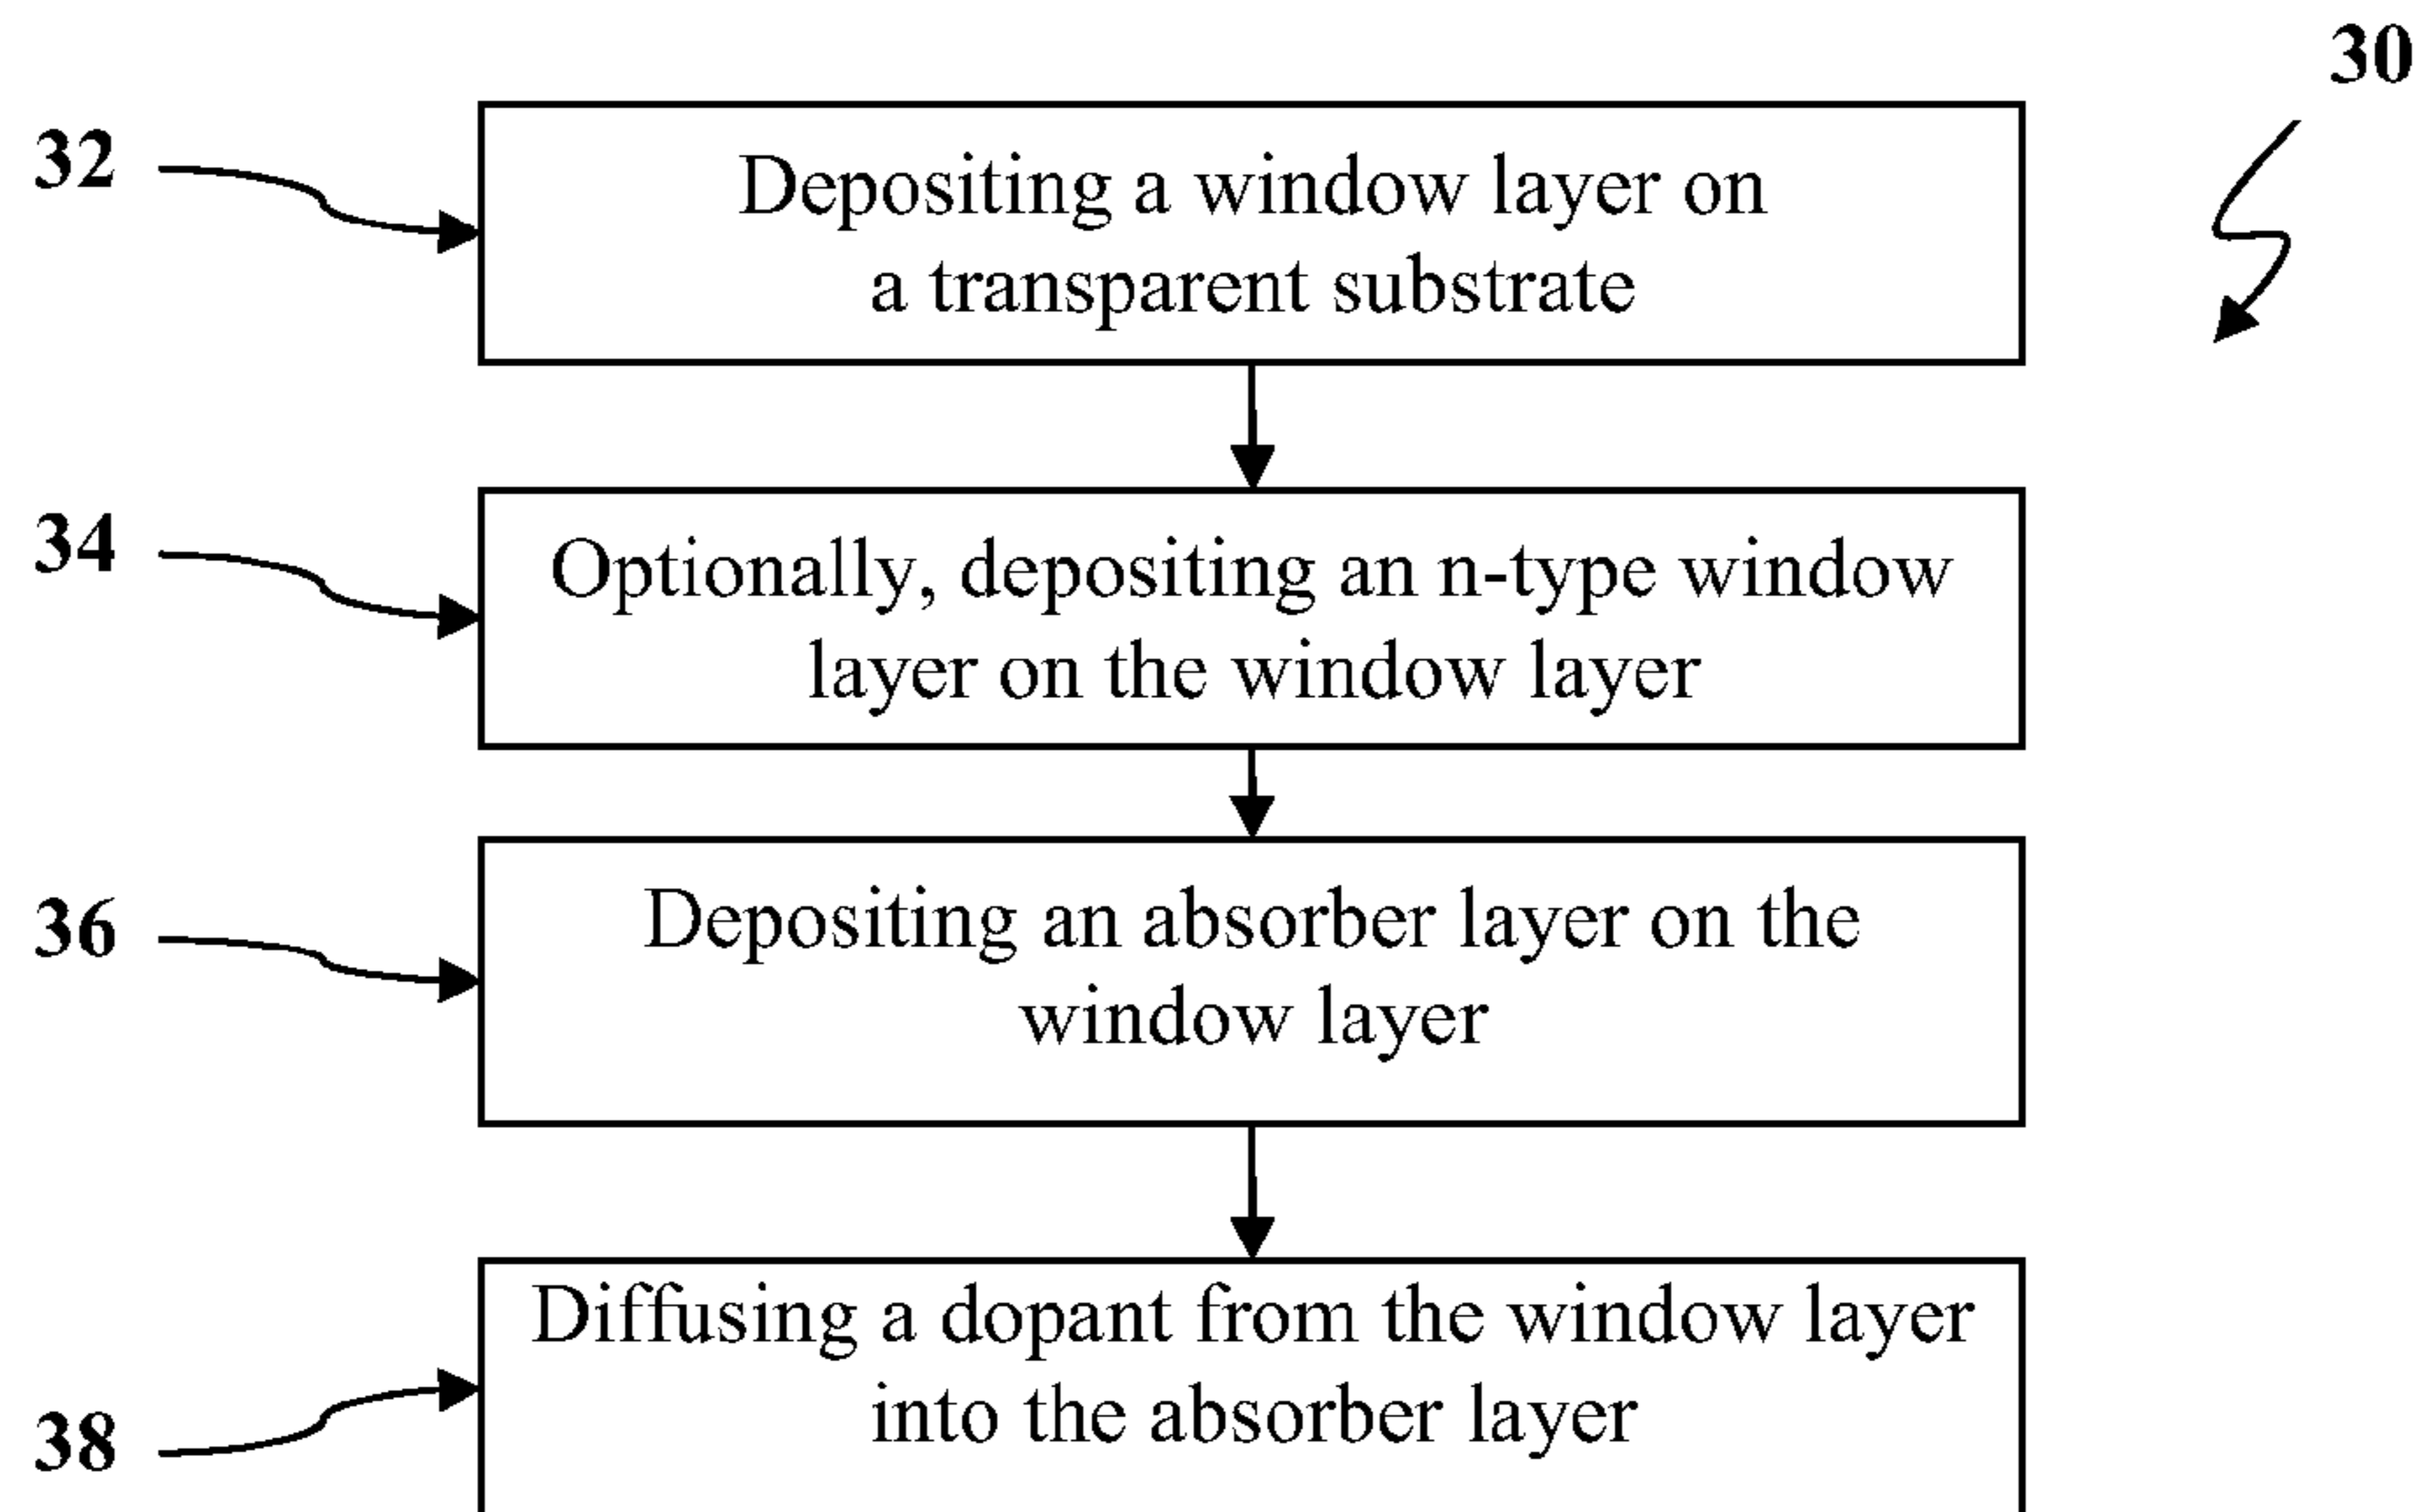 30
32
Depositing a window layer on
a transparent substrate
34
Optionally, depositing an n-type window
layer on the window layer
36
Depositing an absorber layer on the
window layer
38
Diffusing a dopant from the window layer
into the absorber layer